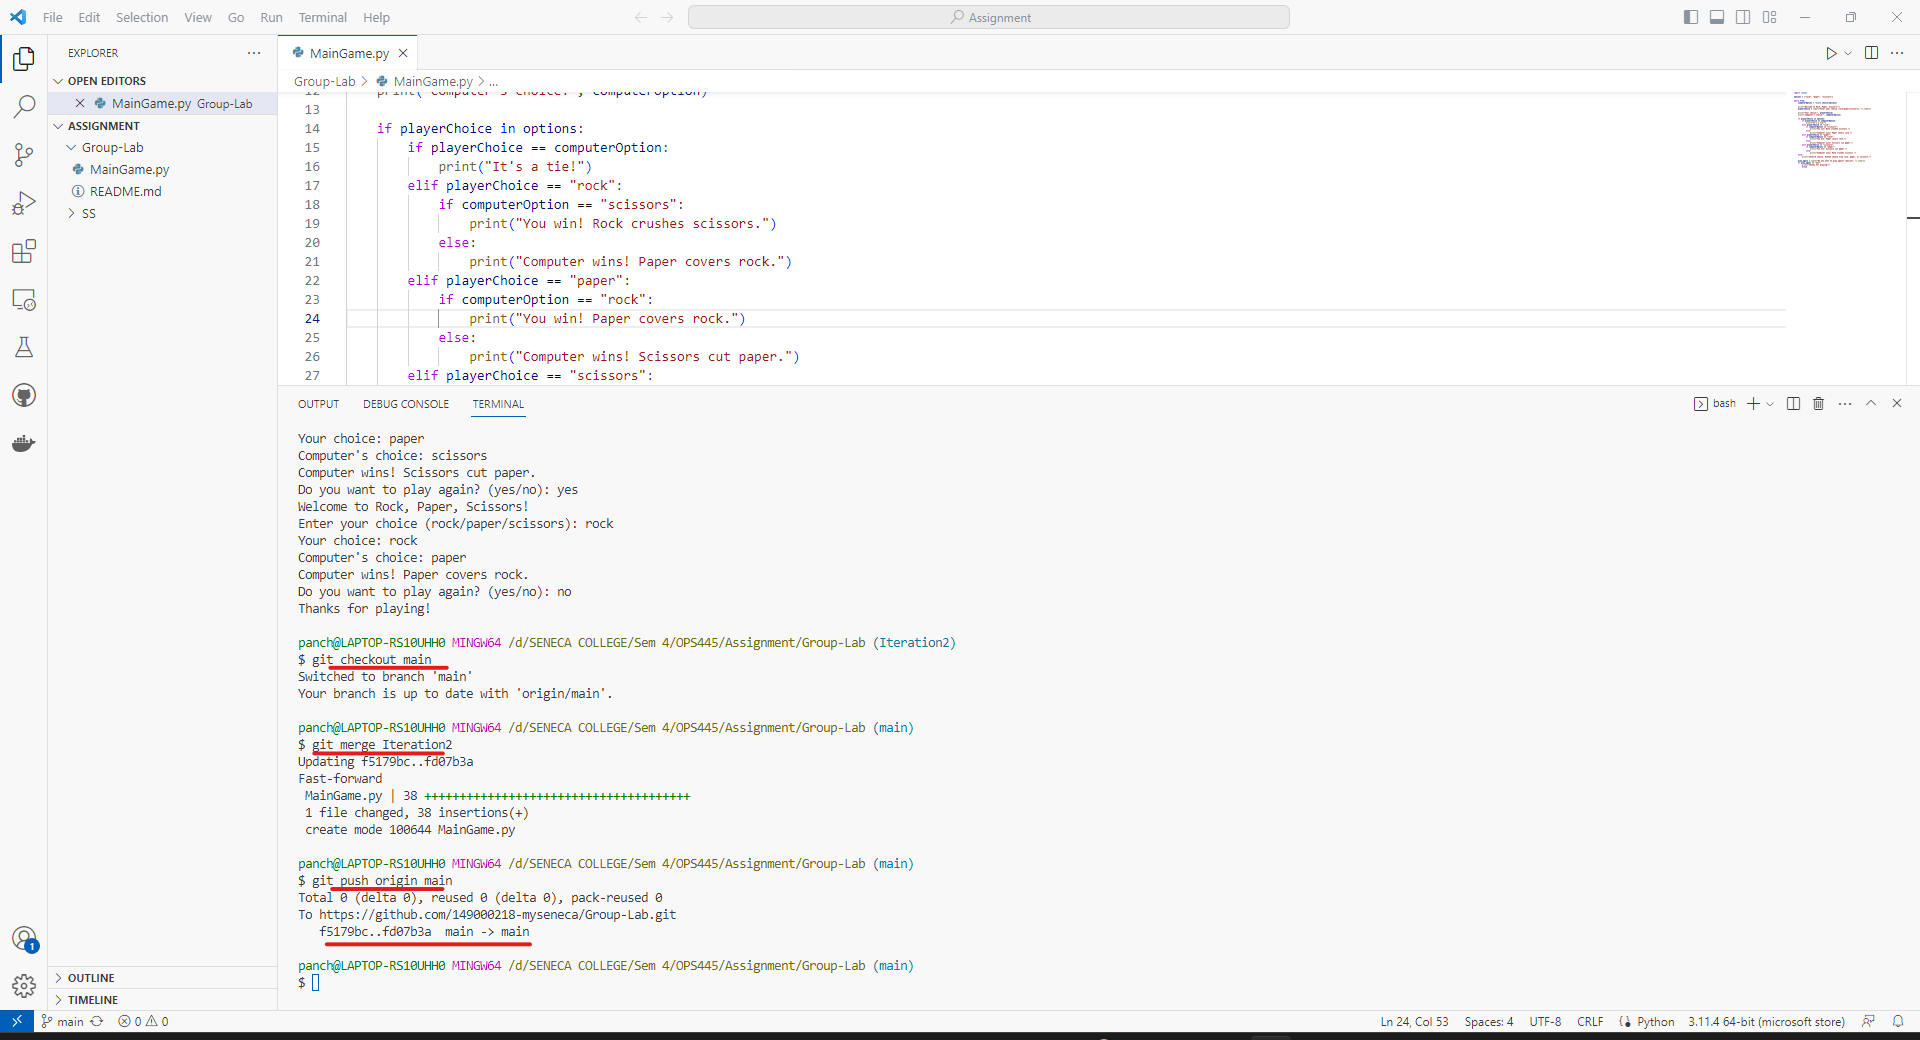 File Edit Selection View Go Run Terminal Help
Assignment
EXPLORER
OPEN EDITORS
MainGame.py Group-Lab
ASSIGNMENT
Group-Lab
MainGame.py
README.md
SS
OUTLINE
TIMELINE
MainGame.py
Group-Lab > MainGame.py > ...
12 print("Computer's choice:", computerOption)
13
14 if playerChoice in options:
15 if playerChoice == computerOption:
16 print("It's a tie!")
17 elif playerChoice == "rock":
18 if computerOption == "scissors":
19 print("You win! Rock crushes scissors.")
20 else:
21 print("Computer wins! Paper covers rock.")
22 elif playerChoice == "paper":
23 if computerOption == "rock":
24 print("You win! Paper covers rock.")
25 else:
26 print("Computer wins! Scissors cut paper.")
27 elif playerChoice == "scissors":
OUTPUT DEBUG CONSOLE TERMINAL
bash
Your choice: paper
Computer's choice: scissors
Computer wins! Scissors cut paper.
Do you want to play again? (yes/no): yes
Welcome to Rock, Paper, Scissors!
Enter your choice (rock/paper/scissors): rock
Your choice: rock
Computer's choice: paper
Computer wins! Paper covers rock.
Do you want to play again? (yes/no): no
Thanks for playing!
panch@LAPTOP-RS10UHH0 MINGW64 /d/SENECA COLLEGE/Sem 4/OPS445/Assignment/Group-Lab (Iteration2)
$ git checkout main
Switched to branch 'main'
Your branch is up to date with 'origin/main'.
panch@LAPTOP-RS10UHH0 MINGW64 /d/SENECA COLLEGE/Sem 4/OPS445/Assignment/Group-Lab (main)
$ git merge Iteration2
Updating f5179bc..fd07b3a
Fast-forward
MainGame.py | 38 ++++++++++++++++++++++++++++++++++++++
1 file changed, 38 insertions(+)
create mode 100644 MainGame.py
panch@LAPTOP-RS10UHH0 MINGW64 /d/SENECA COLLEGE/Sem 4/OPS445/Assignment/Group-Lab (main)
$ git push origin main
Total 0 (delta 0), reused 0 (delta 0), pack-reused 0
To https://github.com/149000218-myseneca/Group-Lab.git
f5179bc..fd07b3a main -> main
panch@LAPTOP-RS10UHH0 MINGW64 /d/SENECA COLLEGE/Sem 4/OPS445/Assignment/Group-Lab (main)
$
1
main 0 0 Ln 24, Col 53 Spaces: 4 UTF-8 CRLF Python 3.11.4 64-bit (microsoft store)